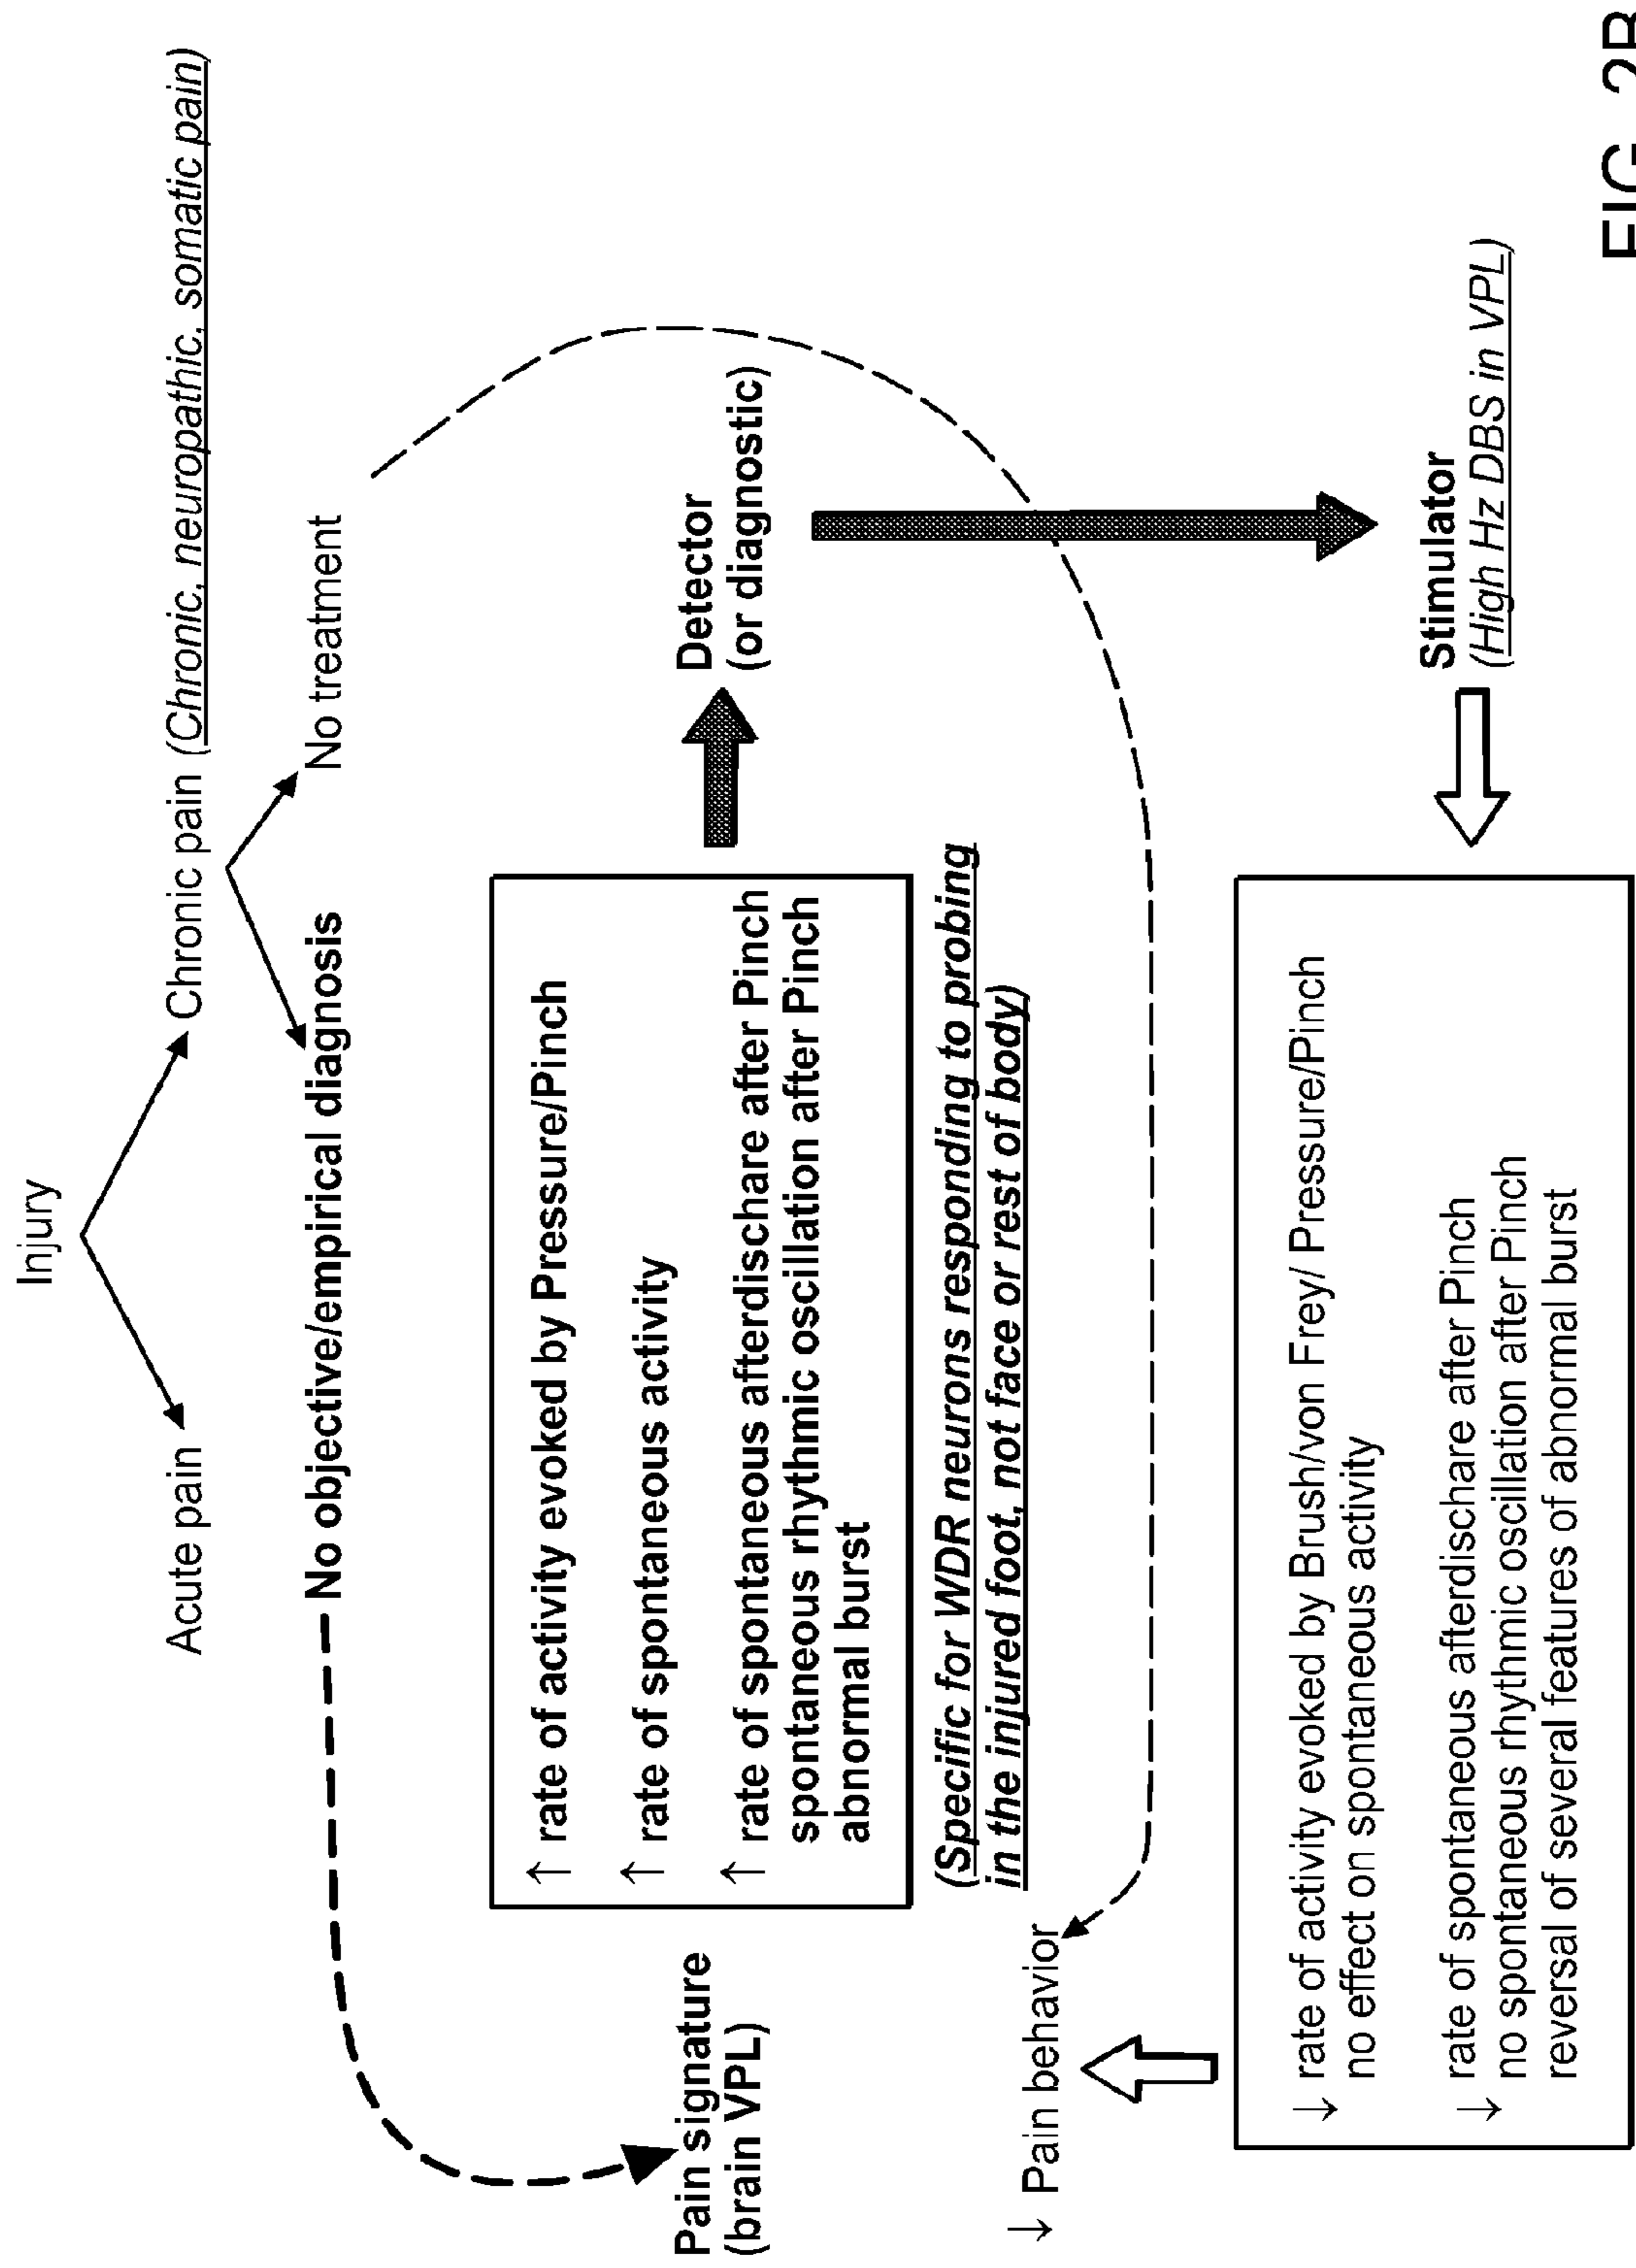 Injury
Acute pain
Chronic pain (Chronic, neuropathic, somatic pain)
No objective/empirical diagnosis
No treatment
Pain signature
(brain VPL)
↑ rate of activity evoked by Pressure/Pinch
↑ rate of spontaneous activity
↑ rate of spontaneous afterdischare after Pinch
spontaneous rhythmic oscillation after Pinch
abnormal burst
Detector
(or diagnostic)
(Specific for WDR neurons responding to probing
in the injured foot, not face or rest of body)
↓ Pain behavior
↓ rate of activity evoked by Brush/von Frey/ Pressure/Pinch
no effect on spontaneous activity
↓ rate of spontaneous afterdischare after Pinch
no spontaneous rhythmic oscillation after Pinch
reversal of several features of abnormal burst
Stimulator
(High Hz DBS in VPL)
FIG. 2B